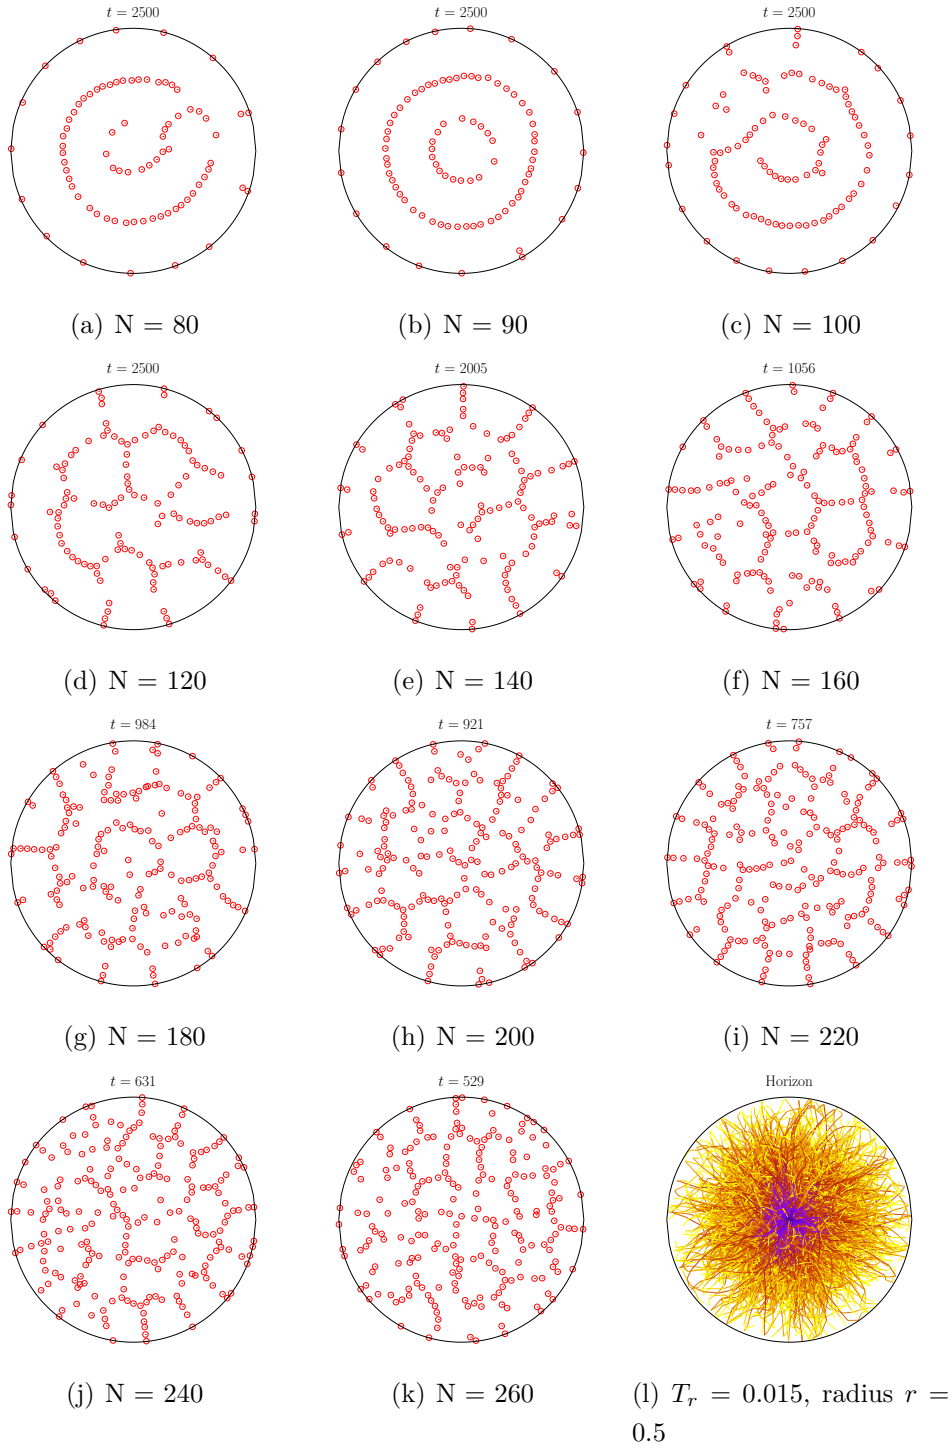 t = 2500 t = 2500 t = 2500
(a) N = 80 (b) N = 90 (c) N = 100
t = 2500 t = 2005 t = 1056
(d) N = 120 (e) N = 140 (f) N = 160
t = 984 t = 921 t = 757
(g) N = 180 (h) N = 200 (i) N = 220
t = 631 t = 529 Horizon
(j) N = 240 (k) N = 260 (l) Tᵣ = 0.015, radius r =
0.5